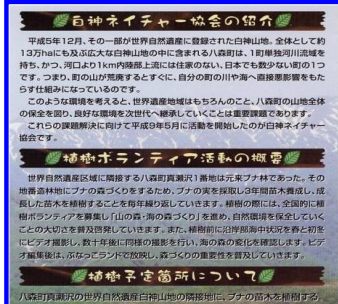 白神ネイチャー協会の紹介
平成5年12月、その一部が世界自然遺産に登録された白神山地。全体として約
13万haにも及ぶ広大な白神山地の中に含まれる八森町は、1町単独河川流域を
持ち、かつ、河口より1km内陸部上流には住家のない、日本でも数少ない町の1つ
です。つまり、町の山が荒廃するとすぐに、自分の町の川や海へ直接悪影響をもた
らす仕組みになっているのです。
このような環境を考えると、世界遺産地域はもちろんのこと、八森町の山地全体
の保全を図り、良好な環境を次世代へ継承していくことは重要課題であります。
これらの課題解決に向けて平成9年5月に活動を開始したのが白神ネイチャー
協会です。
植樹ボランティア活動の概要
世界自然遺産区域に隣接する八森町真瀬沢1番地は元来ブナ林であった。その
地番造林地にブナの森づくりをするため、ブナの実を採取し3年間苗木養成し、成
長した苗木を植樹することを毎年繰り返していきます。植樹の際には、全国的に植
樹ボランティアを募集し「山の森・海の森づくり」を進め、自然環境を保全していく
ことの大切さを普及啓発していきます。また、植樹前に沿岸部海中状況を春と初冬
にビデオ撮影し、数十年後に同様の撮影を行い、海の森の変化を確認します。ビデ
オ編集後は、ぶなっこランドで放映し、森づくりの重要性を普及していきます。
植樹予定箇所について
八森町真瀬沢の世界自然遺産白神山地の隣接地に、ブナの苗木を植樹する